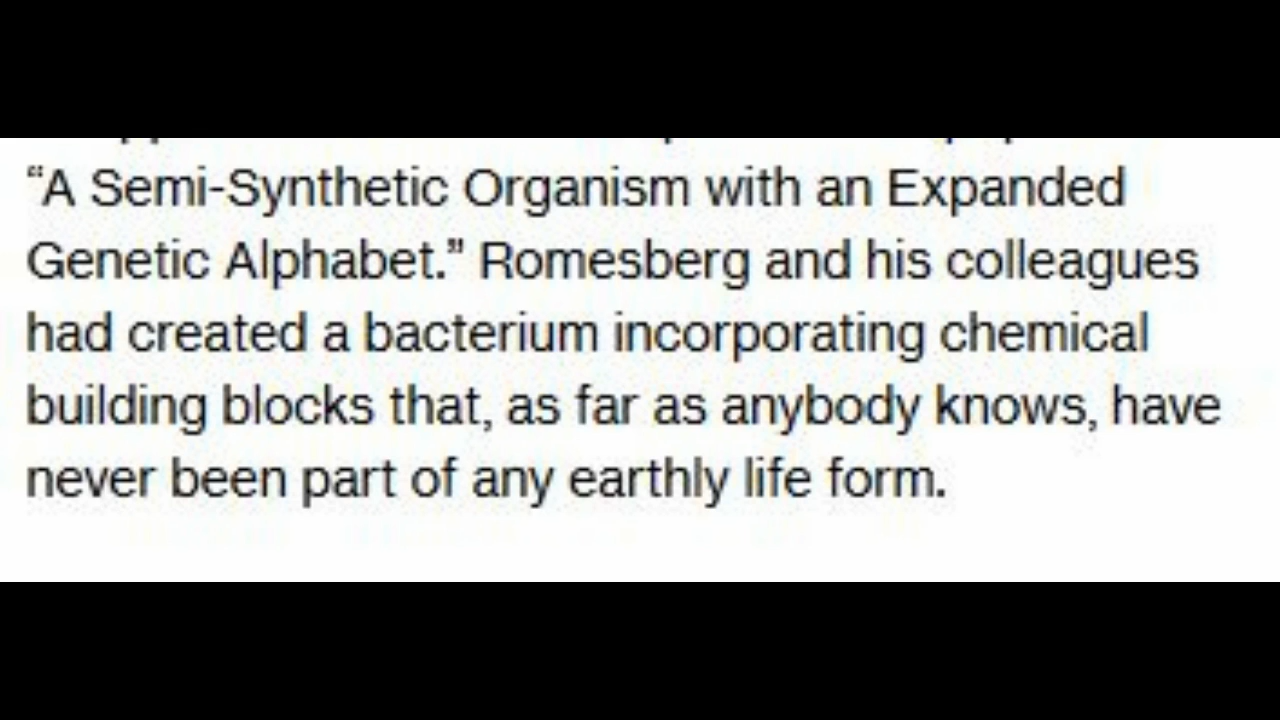 “A Semi-Synthetic Organism with an Expanded
Genetic Alphabet.” Romesberg and his colleagues
had created a bacterium incorporating chemical
building blocks that, as far as anybody knows, have
never been part of any earthly life form.